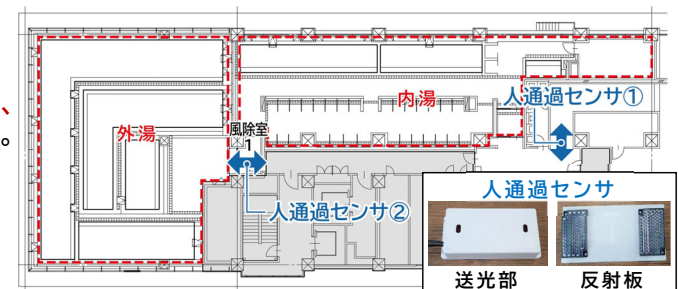 、
。
外湯
風除室
1
内湯
人通過センサ①
人通過センサ②
人通過センサ
送光部
反射板